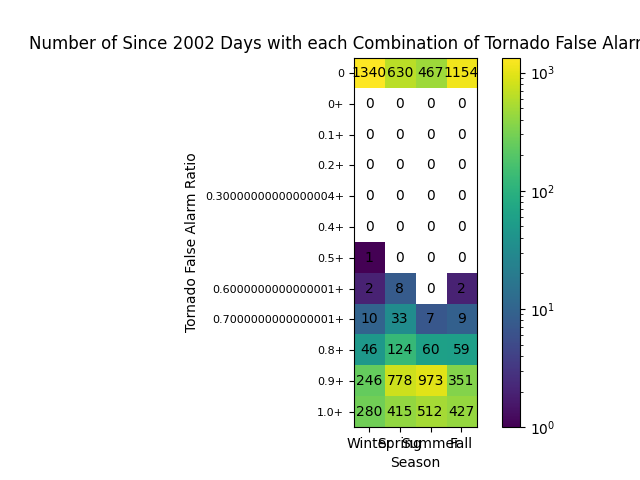 Number of Since 2002 Days with each Combination of Tornado False Alarm
0 1340 630 467 1154
0+ 0 0 0 0
0.1+ 0 0 0 0
0.2+ 0 0 0 0
0.30000000000000004+ 0 0 0 0
0.4+ 0 0 0 0
0.5+ 1 0 0 0
0.6000000000000001+ 2 8 0 2
0.7000000000000001+ 10 33 7 9
0.8+ 46 124 60 59
0.9+ 246 778 973 351
1.0+ 280 415 512 427
Winter Spring Summer Fall
Season
Tornado False Alarm Ratio
10³
10²
10¹
10⁰